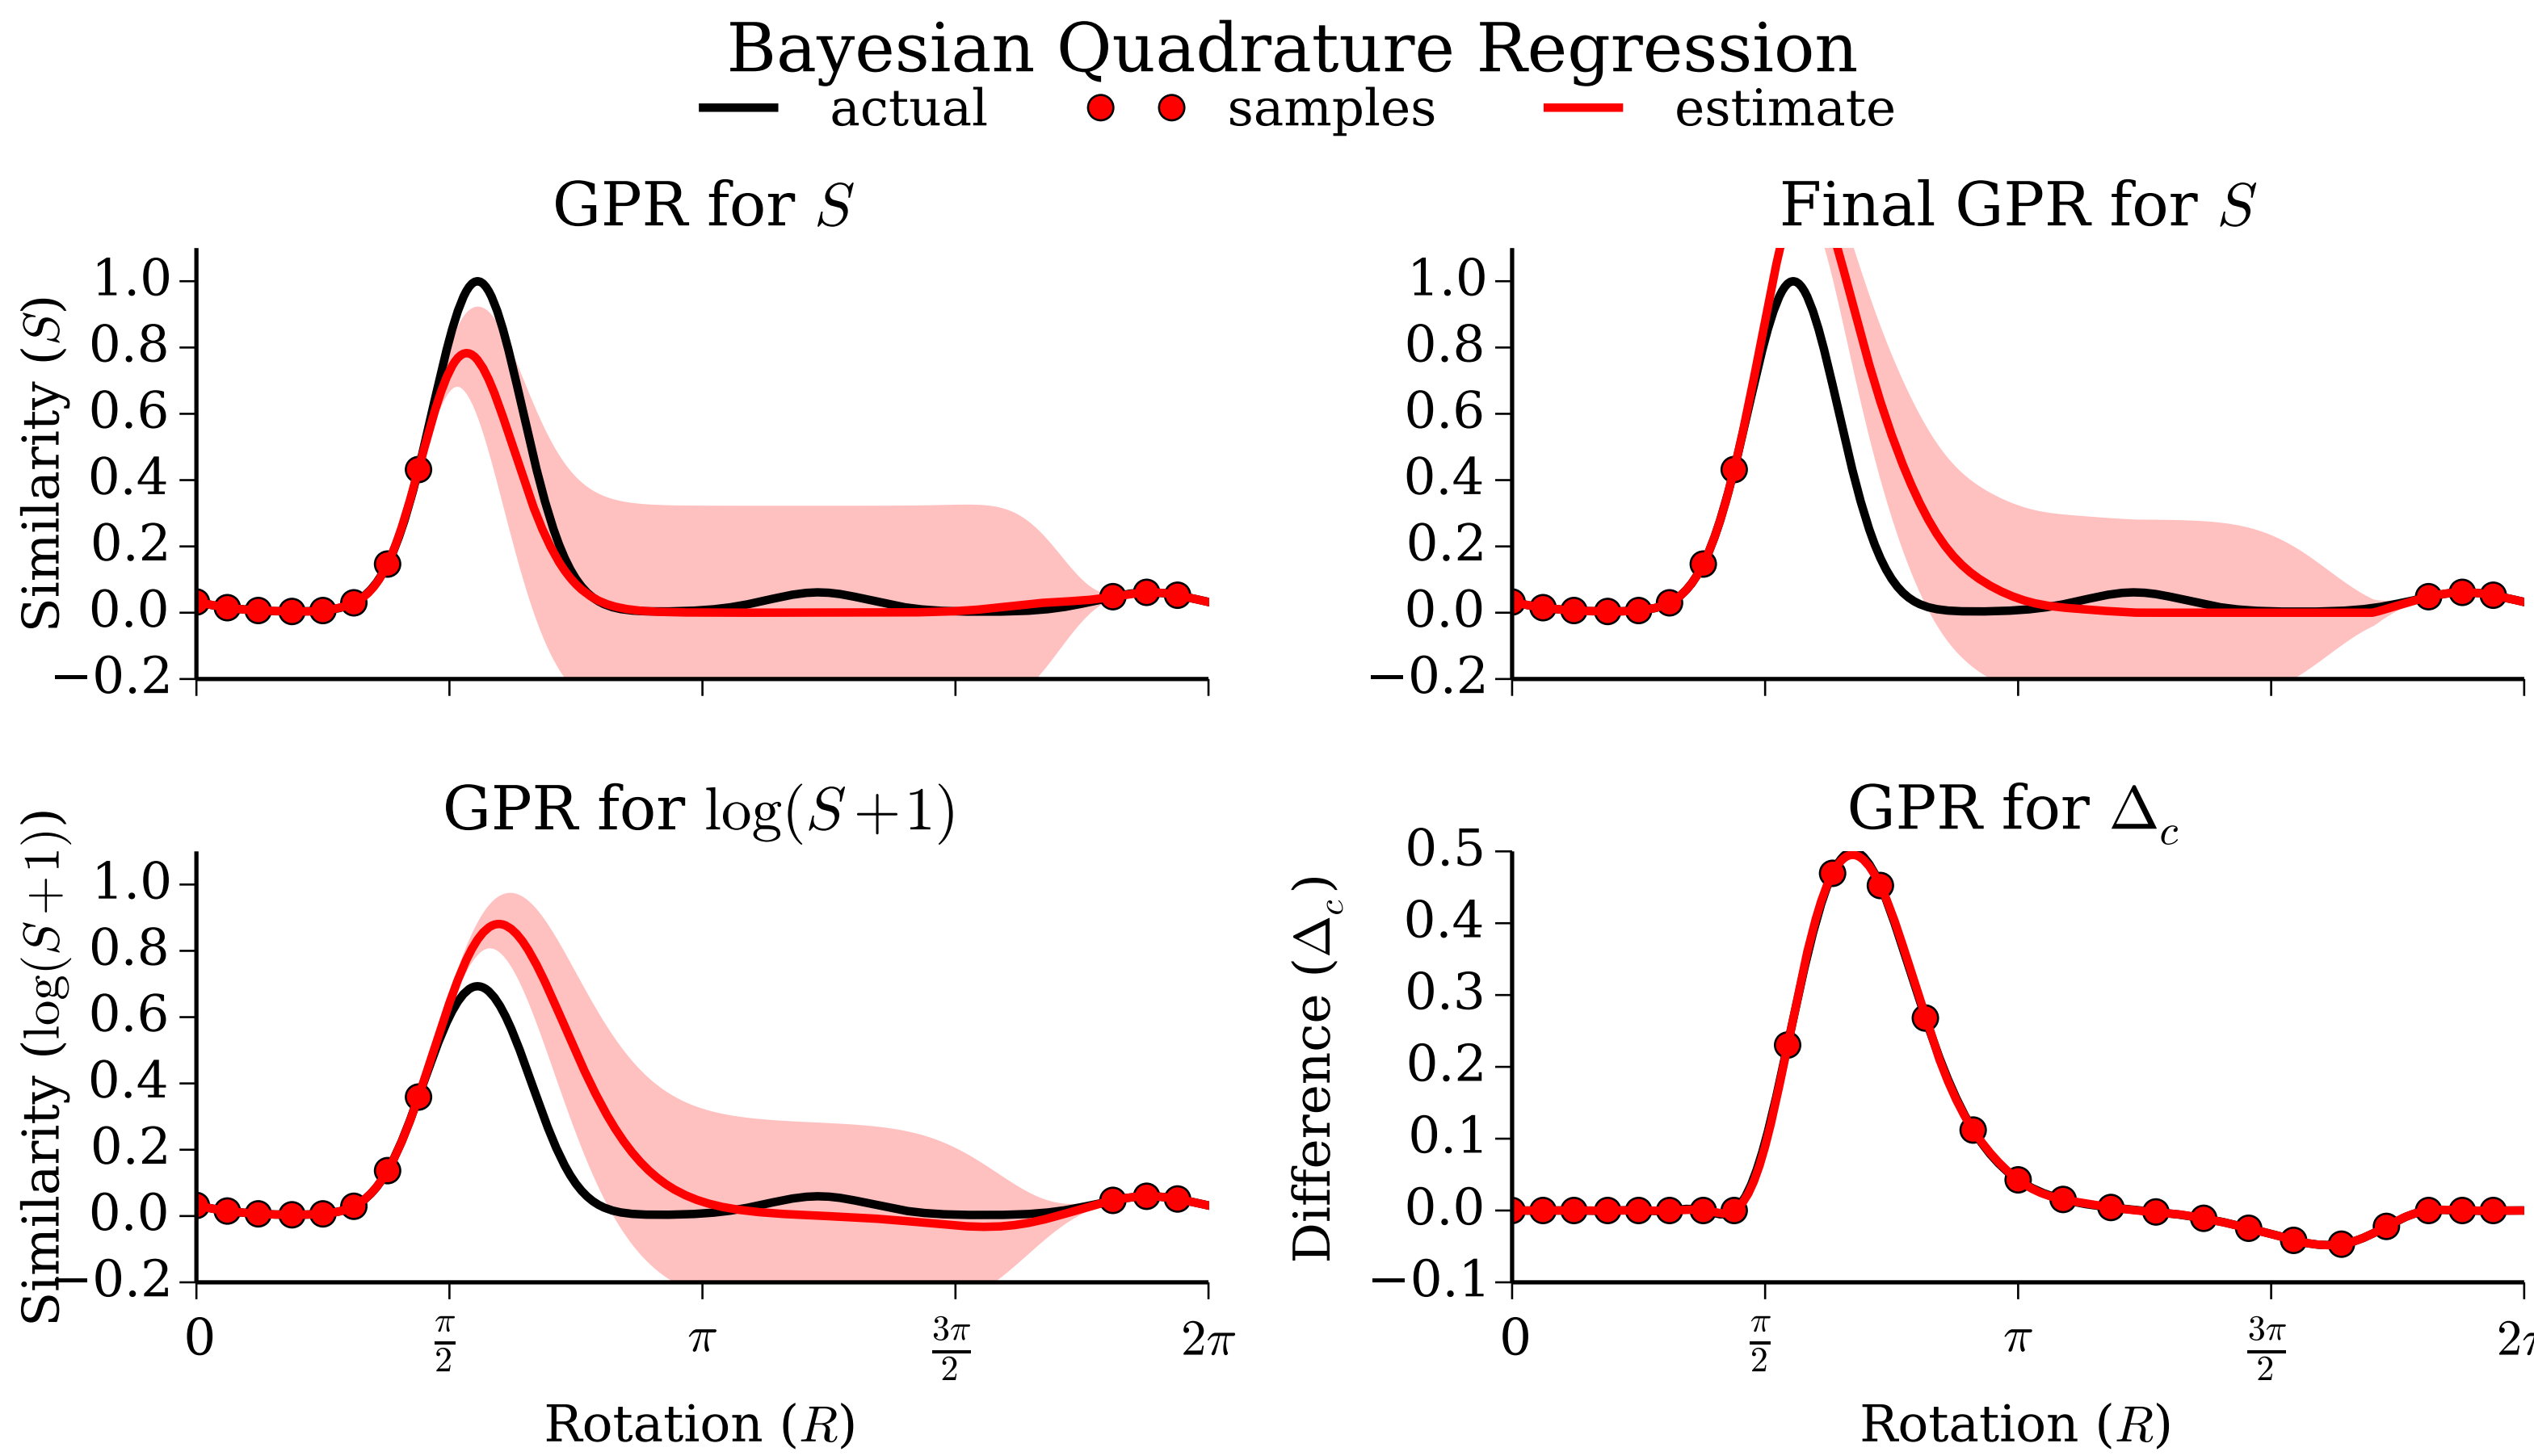 Bayesian Quadrature Regression
actual samples estimate
GPR for S
Similarity (S)
1.0
0.8
0.6
0.4
0.2
0.0
−0.2
Final GPR for S
1.0
0.8
0.6
0.4
0.2
0.0
−0.2
GPR for log(S+1)
Similarity (log(S+1))
1.0
0.8
0.6
0.4
0.2
0.0
−0.2
0 π/2 π 3π/2 2π
Rotation (R)
GPR for Δ_c
Difference (Δ_c)
0.5
0.4
0.3
0.2
0.1
0.0
−0.1
0 π/2 π 3π/2 2π
Rotation (R)